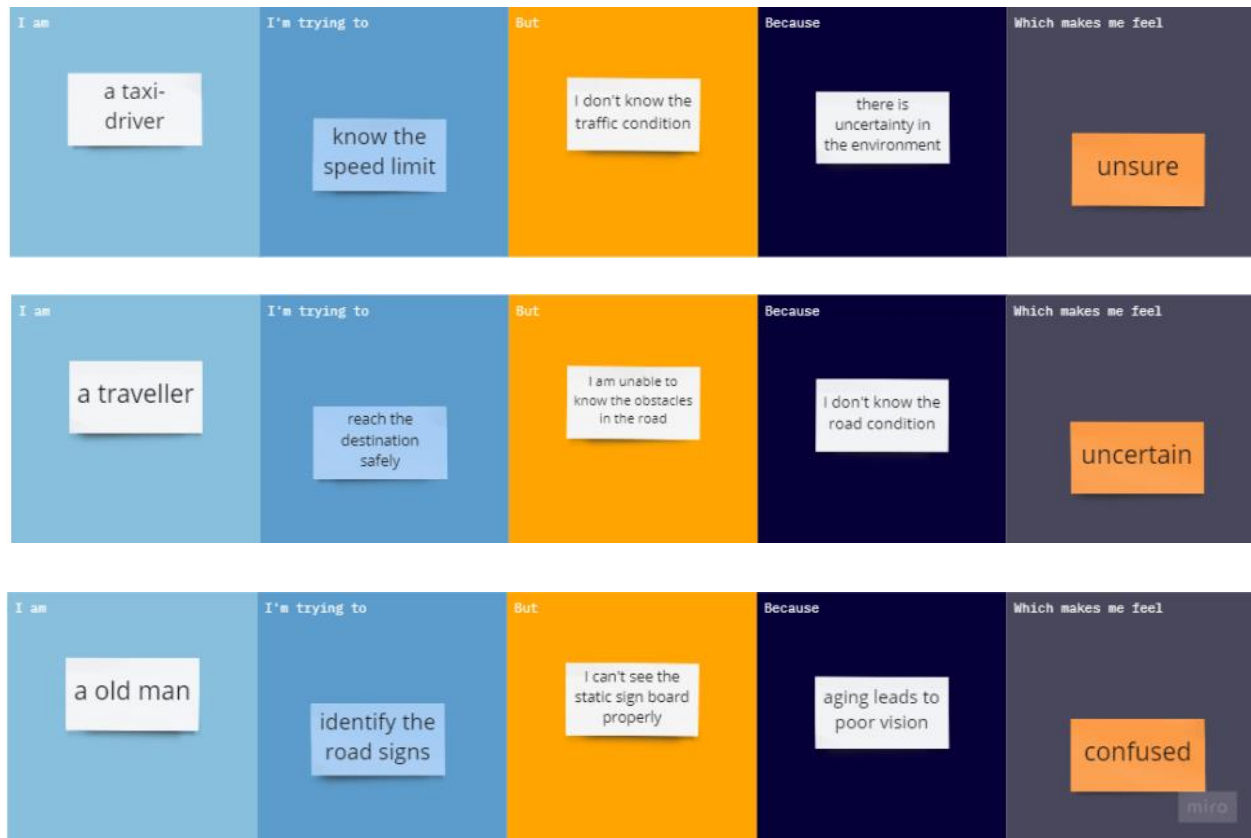 I am
I'm trying to
But
Because
Which makes me feel
a taxi-
driver
know the
speed limit
I don't know the
traffic condition
there is
uncertainty in
the environment
unsure
I am
I'm trying to
But
Because
Which makes me feel
a traveller
reach the
destination
safely
I am unable to
know the obstacles
in the road
I don't know the
road condition
uncertain
I am
I'm trying to
But
Because
Which makes me feel
a old man
identify the
road signs
I can't see the
static sign board
properly
aging leads to
poor vision
confused
miro